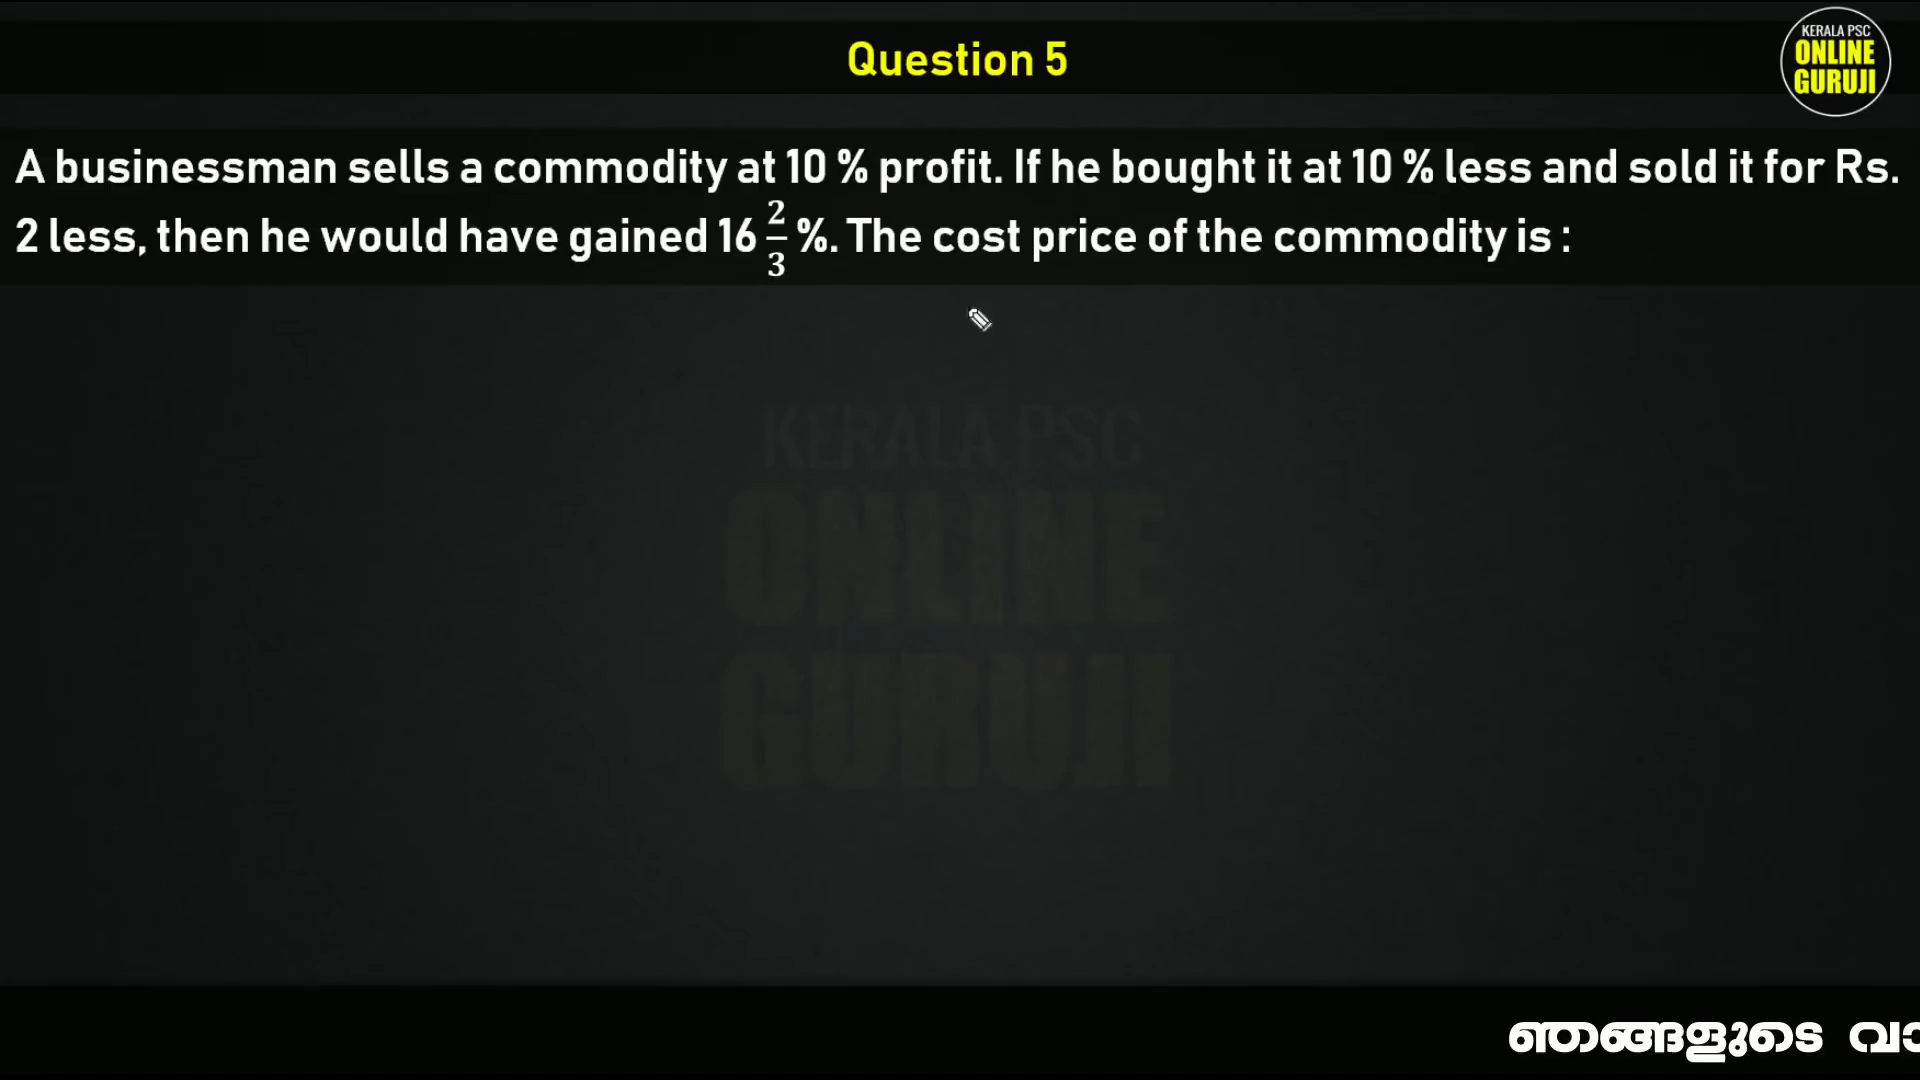 Question 5
KERALA PSC
ONLINE
GURUJI
A businessman sells a commodity at 10 % profit. If he bought it at 10 % less and sold it for Rs.
2 less, then he would have gained 16 2/3 %. The cost price of the commodity is :
KERALA PSC
ONLINE
GURUJI
ഞങ്ങളുടെ